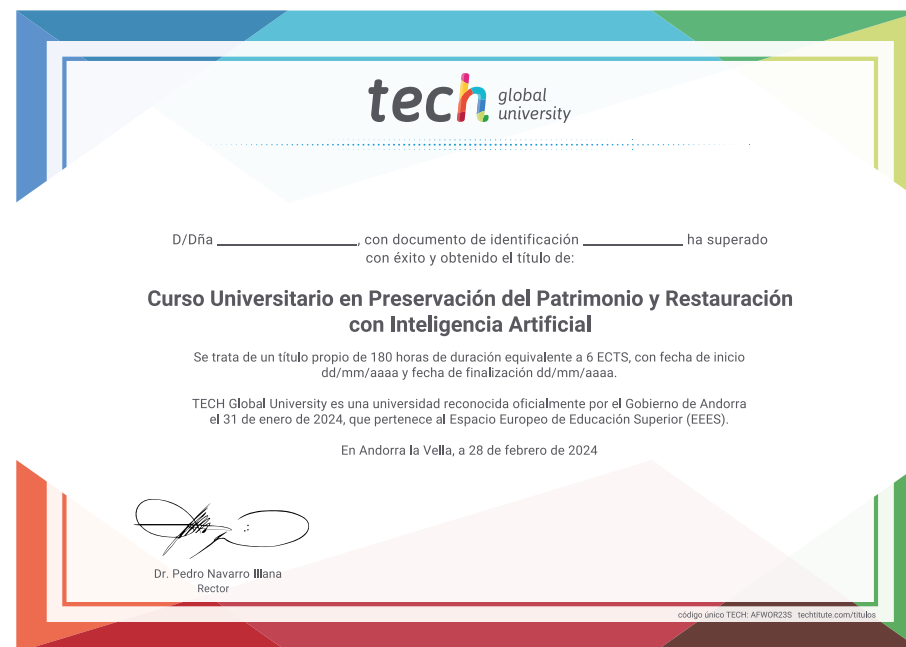 tech global
university
D/Dña ____________________, con documento de identificación ______________ ha superado
con éxito y obtenido el título de:
Curso Universitario en Preservación del Patrimonio y Restauración
con Inteligencia Artificial
Se trata de un título propio de 180 horas de duración equivalente a 6 ECTS, con fecha de inicio
dd/mm/aaaa y fecha de finalización dd/mm/aaaa.
TECH Global University es una universidad reconocida oficialmente por el Gobierno de Andorra
el 31 de enero de 2024, que pertenece al Espacio Europeo de Educación Superior (EEES).
En Andorra la Vella, a 28 de febrero de 2024
Dr. Pedro Navarro Illana
Rector
código único TECH: AFWOR23S techtitute.com/titulos